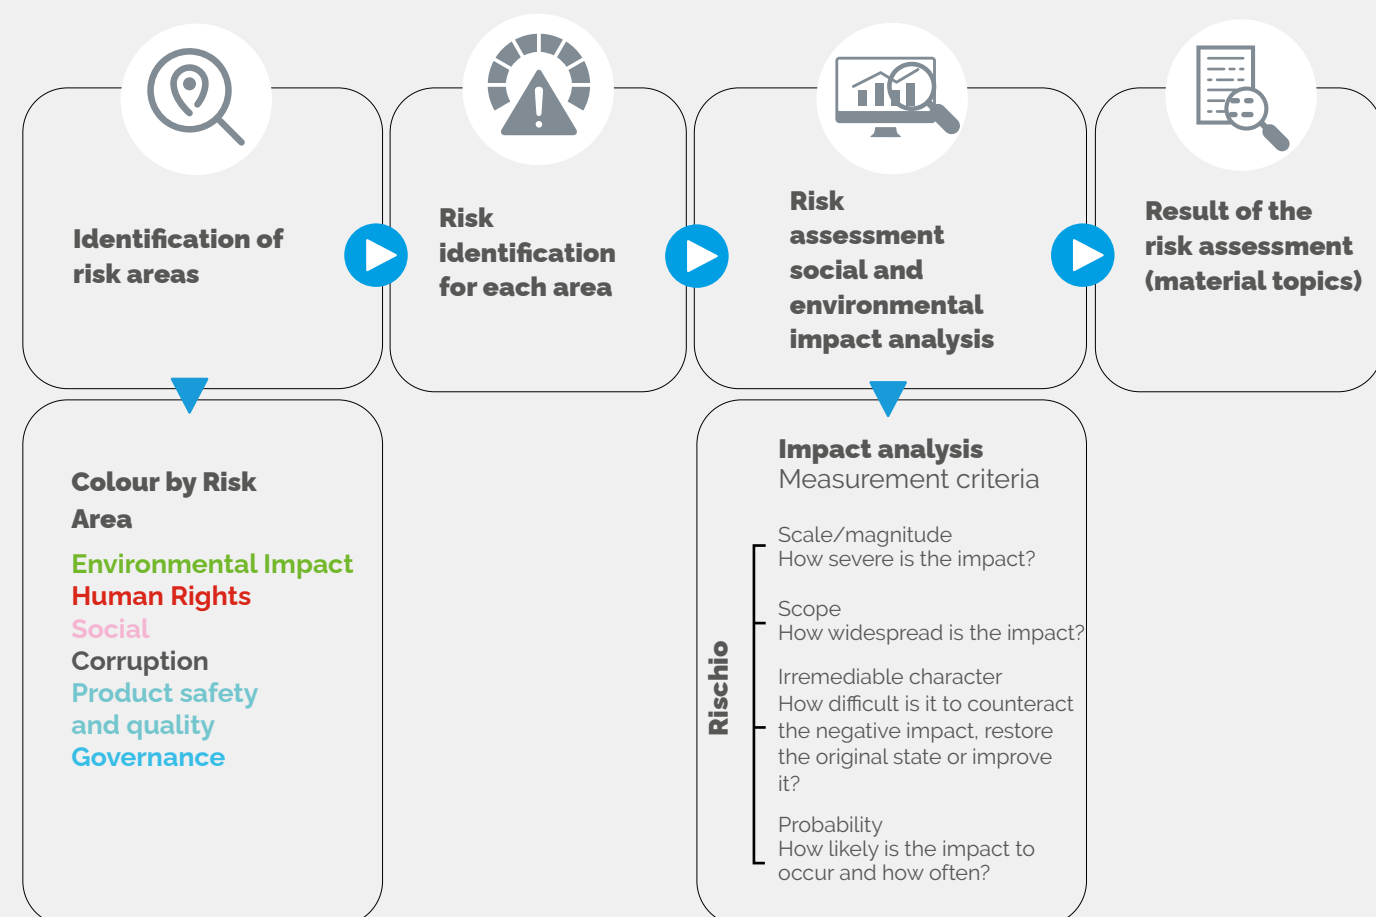 Identification of
risk areas
Risk
identification
for each area
Risk
assessment
social and
environmental
impact analysis
Result of the
risk assessment
(material topics)
Colour by Risk
Area
Environmental Impact
Human Rights
Social
Corruption
Product safety
and quality
Governance
Impact analysis
Measurement criteria
Rischio
Scale/magnitude
How severe is the impact?
Scope
How widespread is the impact?
Irremediable character
How difficult is it to counteract
the negative impact, restore
the original state or improve
it?
Probability
How likely is the impact to
occur and how often?